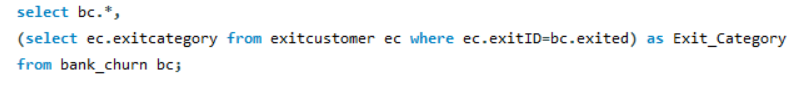 select bc.*,
(select ec.exitcategory from exitcustomer ec where ec.exitID=bc.exited) as Exit_Category
from bank_churn bc;